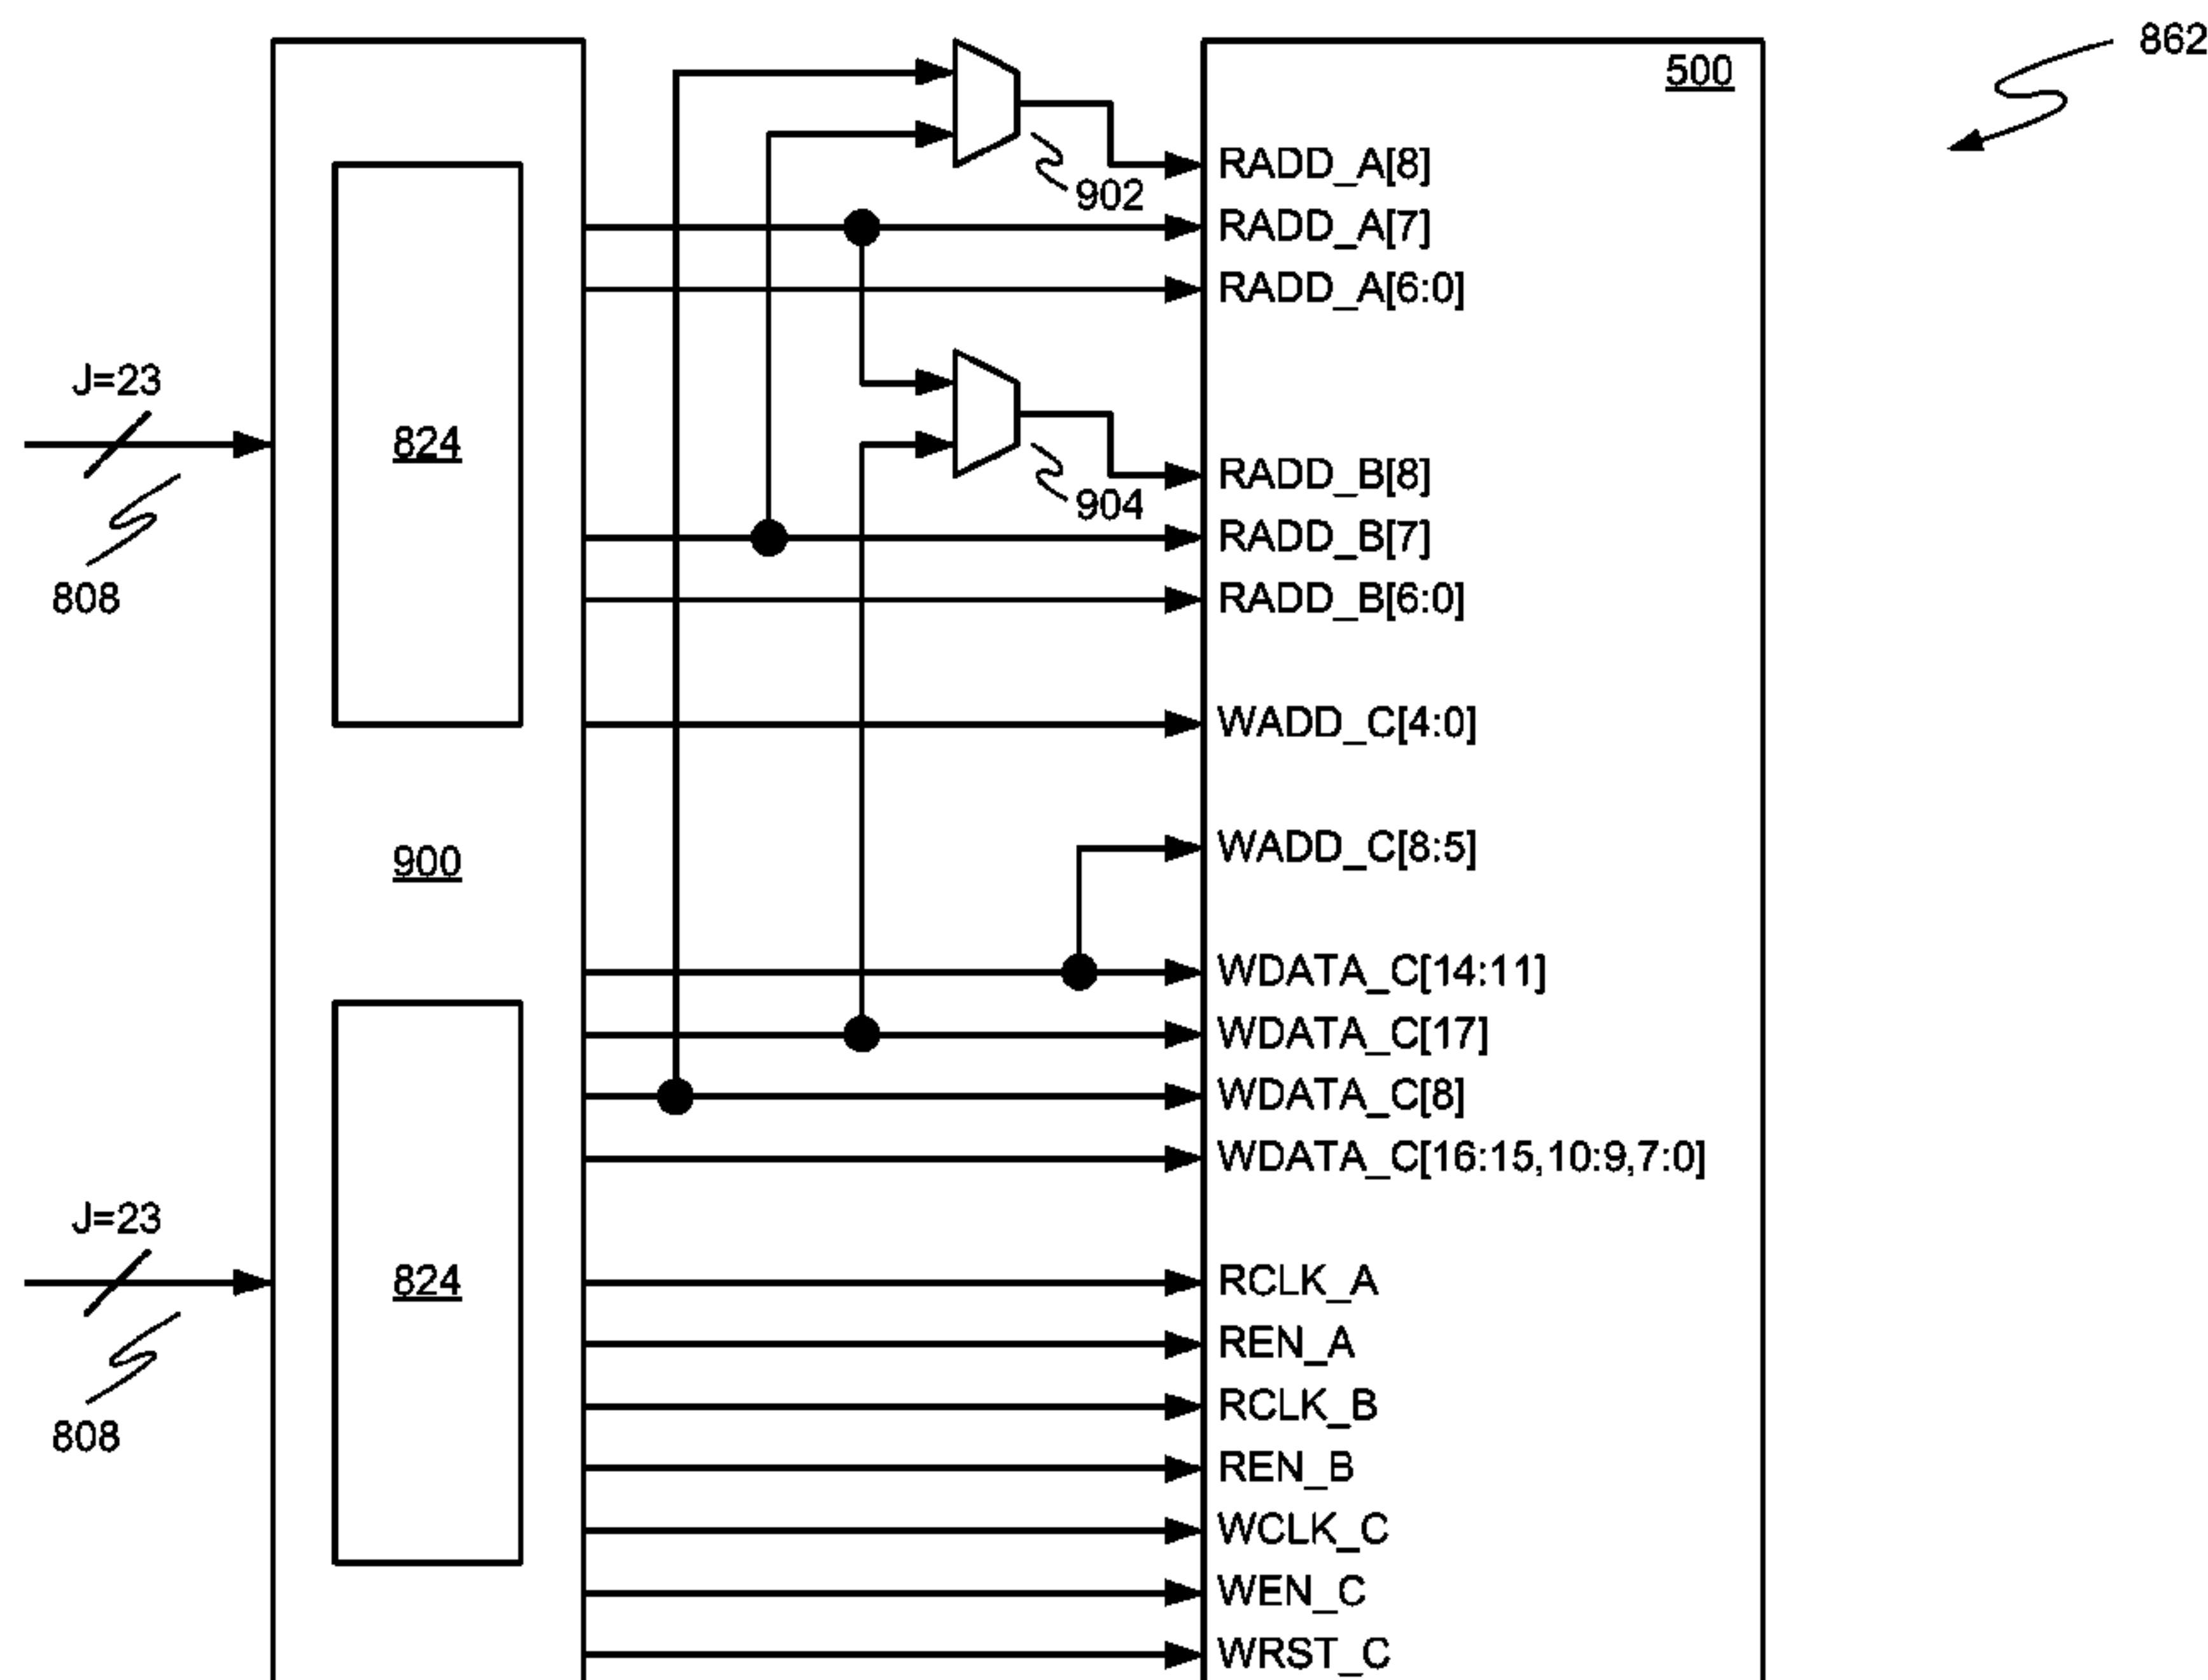 862
500
RADD_A[8]
902
RADD_A[7]
RADD_A[6:0]
J=23
824
808
RADD_B[8]
904
RADD_B[7]
RADD_B[6:0]
WADD_C[4:0]
WADD_C[8:5]
900
WDATA_C[14:11]
WDATA_C[17]
WDATA_C[8]
WDATA_C[16:15,10:9,7:0]
J=23
824
808
RCLK_A
REN_A
RCLK_B
REN_B
WCLK_C
WEN_C
WRST_C